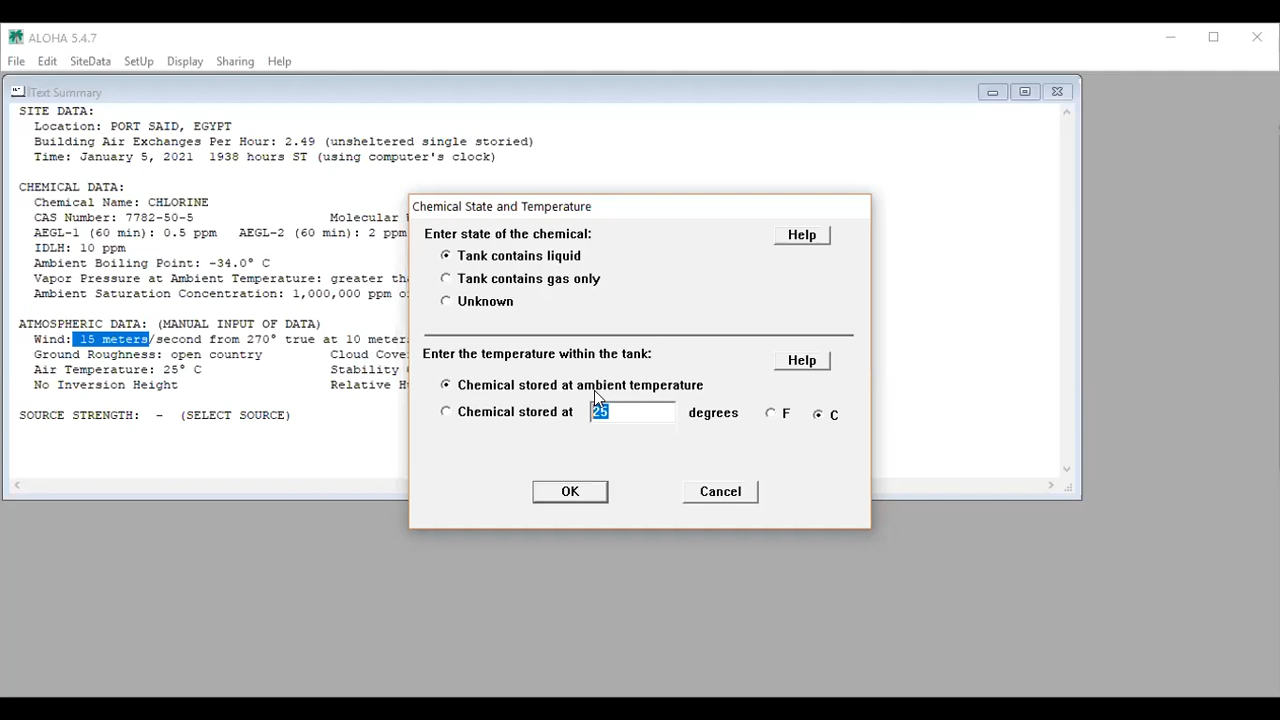 ALOHA 5.4.7
File Edit SiteData SetUp Display Sharing Help
Text Summary
SITE DATA:
Location: PORT SAID, EGYPT
Building Air Exchanges Per Hour: 2.49 (unsheltered single storied)
Time: January 5, 2021 1938 hours ST (using computer's clock)
CHEMICAL DATA:
Chemical Name: CHLORINE
CAS Number: 7782-50-5 Molecular
AEGL-1 (60 min): 0.5 ppm AEGL-2 (60 min): 2 ppm
IDLH: 10 ppm
Ambient Boiling Point: -34.0° C
Vapor Pressure at Ambient Temperature: greater
Ambient Saturation Concentration: 1,000,000 ppm
ATMOSPHERIC DATA: (MANUAL INPUT OF DATA)
Wind: 15 meters/second from 270° true at 10
Ground Roughness: open country Cloud
Air Temperature: 25° C Stability
No Inversion Height Relative
SOURCE STRENGTH: - (SELECT SOURCE)
Chemical State and Temperature
Enter state of the chemical:
Help
Tank contains liquid
Tank contains gas only
Unknown
Enter the temperature within the tank:
Help
Chemical stored at ambient temperature
Chemical stored at 25 degrees F C
OK Cancel